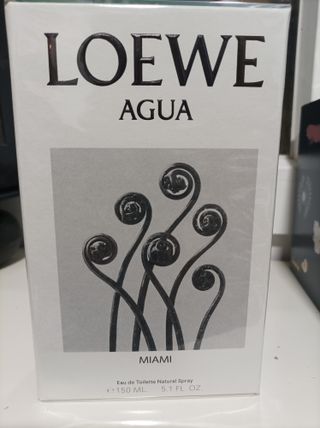 LOEWE
AGUA
MIAMI
Eau de Toilette Natural Spray
℮150 ML. 5.1 FL. OZ.